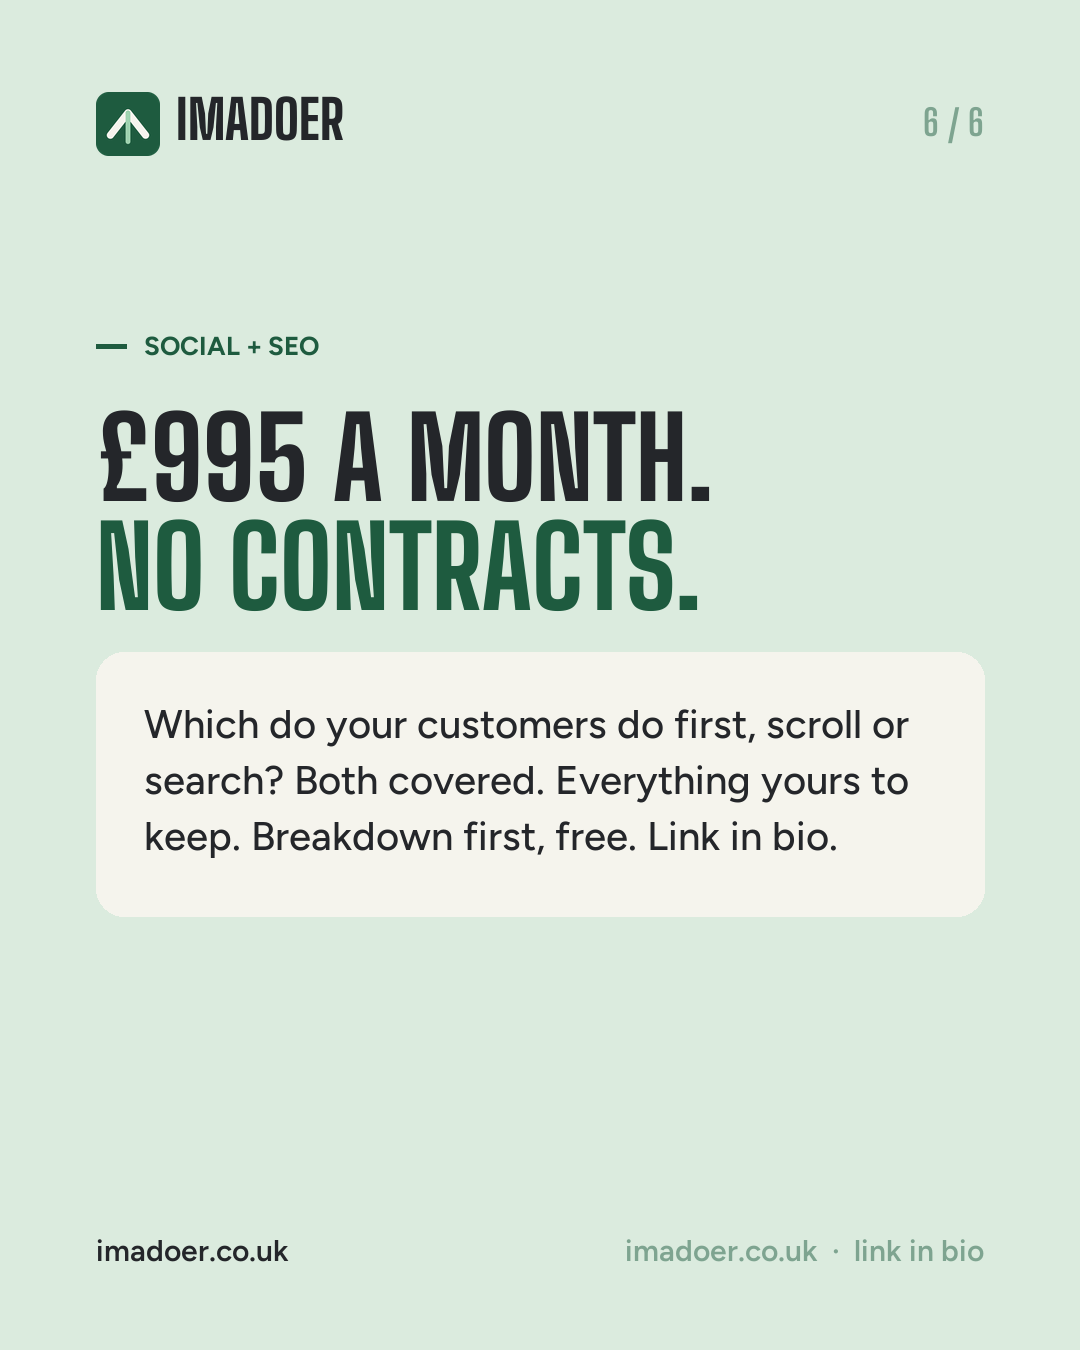 IMADOER
6 / 6
SOCIAL + SEO
£995 A MONTH.
NO CONTRACTS.
Which do your customers do first, scroll or
search? Both covered. Everything yours to
keep. Breakdown first, free. Link in bio.
imadoer.co.uk
imadoer.co.uk · link in bio